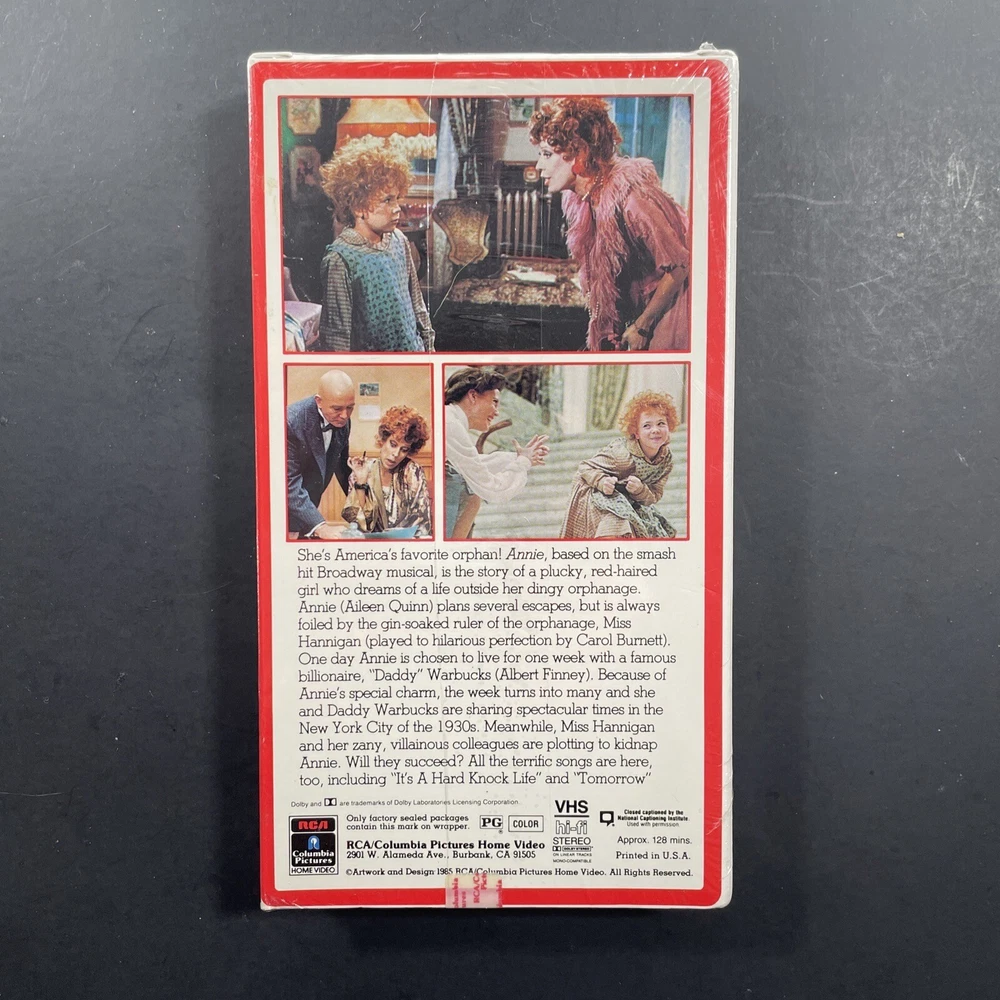 She's America's favorite orphan! Annie, based on the smash
hit Broadway musical, is the story of a plucky, red-haired
girl who dreams of a life outside her dingy orphanage.
Annie (Aileen Quinn) plans several escapes, but is always
foiled by the gin-soaked ruler of the orphanage, Miss
Hannigan (played to hilarious perfection by Carol Burnett).
One day Annie is chosen to live for one week with a famous
billionaire, "Daddy" Warbucks (Albert Finney). Because of
Annie's special charm, the week turns into many and she
and Daddy Warbucks are sharing spectacular times in the
New York City of the 1930s. Meanwhile, Miss Hannigan
and her zany, villainous colleagues are plotting to kidnap
Annie. Will they succeed? All the terrific songs are here,
too, including "It's A Hard Knock Life" and "Tomorrow"
Dolby and are trademarks of Dolby Laboratories Licensing Corporation.
RCA
Columbia
Pictures
HOME VIDEO
Only factory sealed packages
contain this mark on wrapper.
PG
COLOR
RCA/Columbia Pictures Home Video
2901 W. Alameda Ave., Burbank, CA 91505
VHS
hi-fi
STEREO
DOLBY STEREO
ON LINEAR TRACKS
MONO-COMPATIBLE
Closed captioned by the
National Captioning Institute.
Used with permission.
Approx. 128 mins.
Printed in U.S.A.
©Artwork and Design 1985 RCA/Columbia Pictures Home Video. All Rights Reserved.